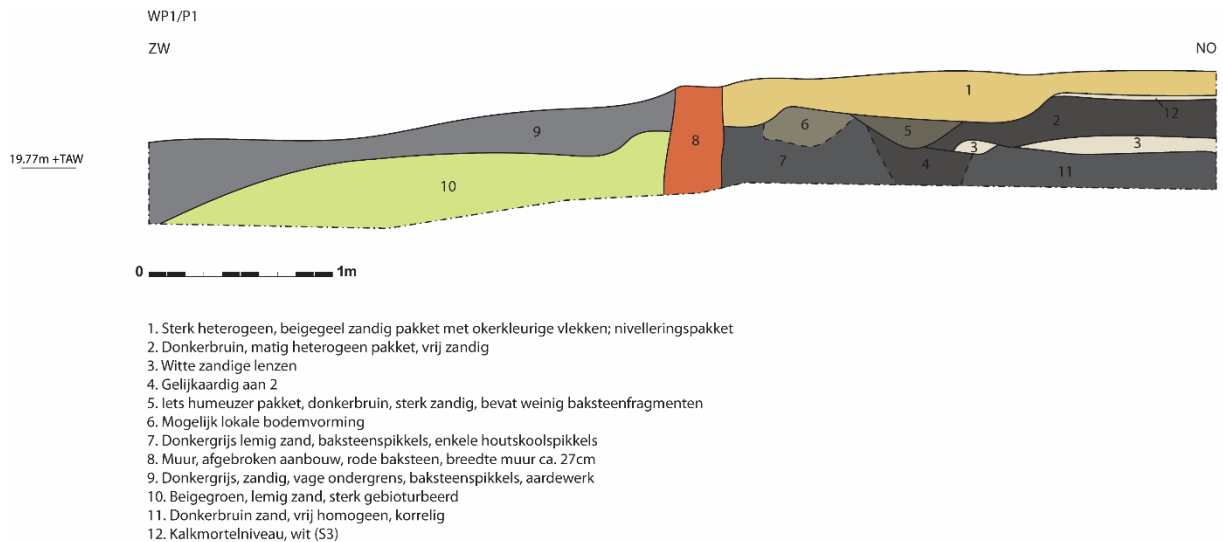 WP1/P1
ZW
NO
1
12
2
9
6
5
8
3
3
7
4
11
19.77m +TAW
10
0 1m
1. Sterk heterogeen, beigegeel zandig pakket met okerkleurige vlekken; nivelleringspakket
2. Donkerbruin, matig heterogeen pakket, vrij zandig
3. Witte zandige lenzen
4. Gelijkaardig aan 2
5. Iets humeuzer pakket, donkerbruin, sterk zandig, bevat weinig baksteenfragmenten
6. Mogelijk lokale bodemvorming
7. Donkergrijs lemig zand, baksteenspikkels, enkele houtskoolspikkels
8. Muur, afgebroken aanbouw, rode baksteen, breedte muur ca. 27cm
9. Donkergrijs, zandig, vage ondergrens, baksteenspikkels, aardewerk
10. Beigegroen, lemig zand, sterk gebioturbeerd
11. Donkerbruin zand, vrij homogeen, korrelig
12. Kalkmortelniveau, wit (S3)